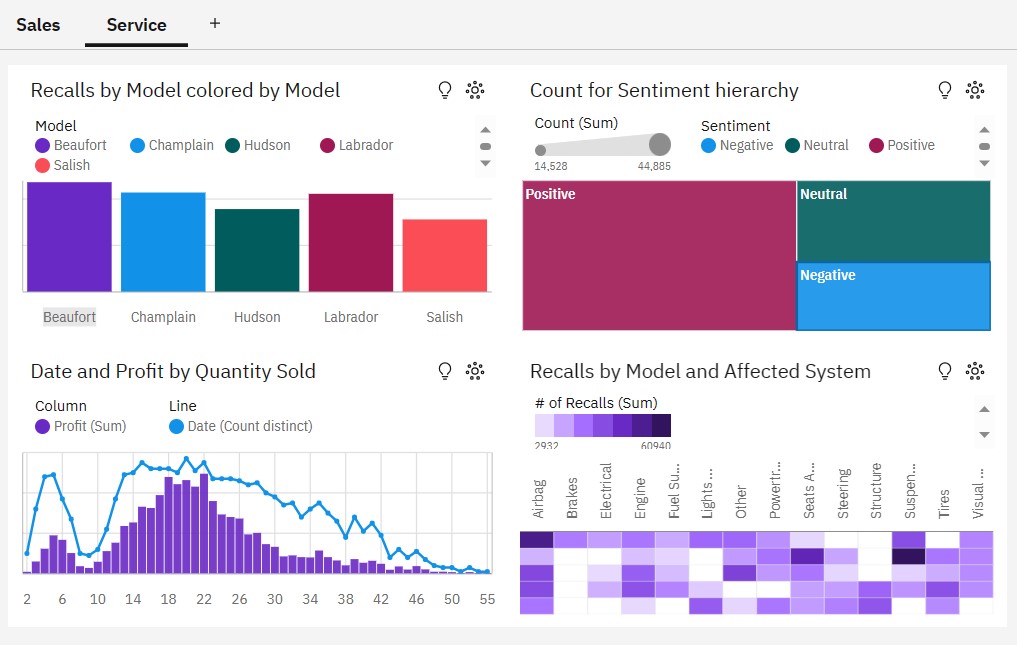 Sales Service +
Recalls by Model colored by Model
Model
Beaufort Champlain Hudson Labrador
Salish
Beaufort Champlain Hudson Labrador Salish
Count for Sentiment hierarchy
Count (Sum) Sentiment
Negative Neutral Positive
14,528 44,885
Positive Neutral
Negative
Date and Profit by Quantity Sold
Column Line
Profit (Sum) Date (Count distinct)
2 6 10 14 18 22 26 30 34 38 42 46 50 55
Recalls by Model and Affected System
# of Recalls (Sum)
2932 60940
Airbag
Brakes
Electrical
Engine
Fuel Su...
Lights ...
Other
Powertr...
Seats A...
Steering
Structure
Suspen...
Tires
Visual ...